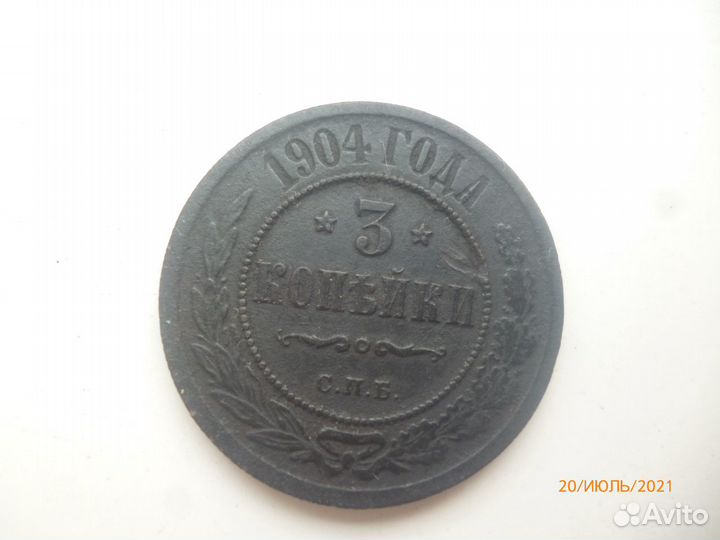 1904 ГОДА
3
КОПѢЙКИ
С.П.Б.
20/ИЮЛЬ/2021
Avito